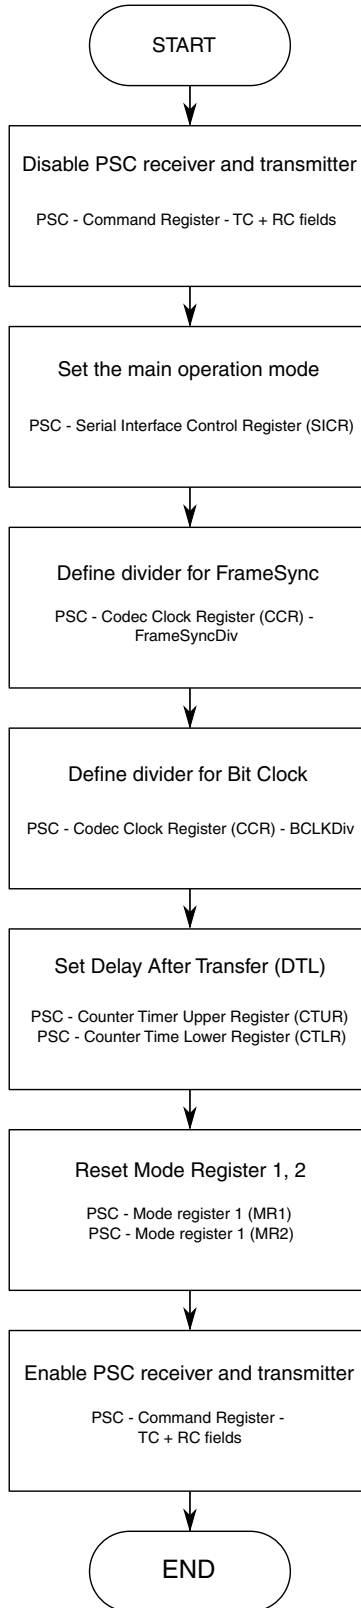 START
Disable PSC receiver and transmitter
PSC - Command Register - TC + RC fields
Set the main operation mode
PSC - Serial Interface Control Register (SICR)
Define divider for FrameSync
PSC - Codec Clock Register (CCR) -
FrameSyncDiv
Define divider for Bit Clock
PSC - Codec Clock Register (CCR) - BCLKDiv
Set Delay After Transfer (DTL)
PSC - Counter Timer Upper Register (CTUR)
PSC - Counter Time Lower Register (CTLR)
Reset Mode Register 1, 2
PSC - Mode register 1 (MR1)
PSC - Mode register 1 (MR2)
Enable PSC receiver and transmitter
PSC - Command Register -
TC + RC fields
END